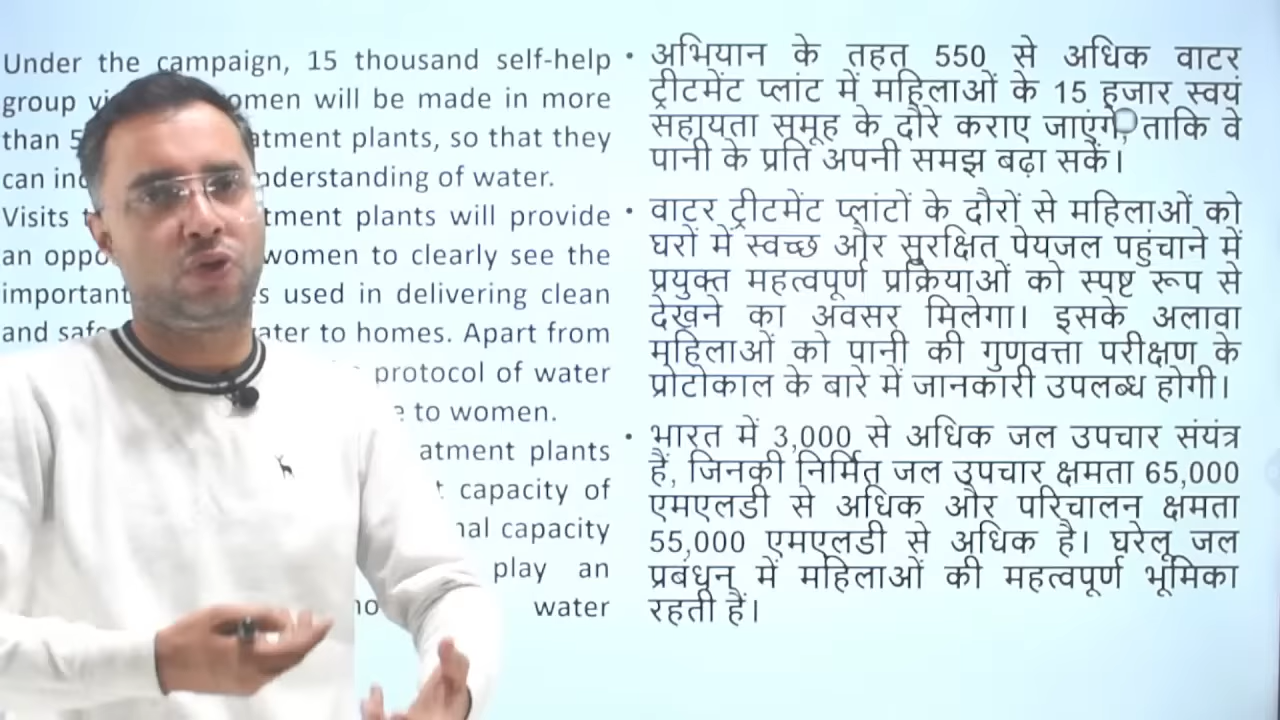 Under the campaign, 15 thousand self-help
group women will be made in more
than atment plants, so that they
can nderstanding of water.
Visits tment plants will provide
an women to clearly see the
important s used in delivering clean
and ater to homes. Apart from
protocol of water
to women.
atment plants
capacity of
nal capacity
play an
water
• अभियान के तहत 550 से अधिक वाटर
ट्रीटमेंट प्लांट में महिलाओं के 15 हजार स्वयं
सहायता समूह के दौरे कराए जाएंगे, ताकि वे
पानी के प्रति अपनी समझ बढ़ा सकें।
• वाटर ट्रीटमेंट प्लांटों के दौरों से महिलाओं को
घरों में स्वच्छ और सुरक्षित पेयजल पहुंचाने में
प्रयुक्त महत्वपूर्ण प्रक्रियाओं को स्पष्ट रूप से
देखने का अवसर मिलेगा। इसके अलावा
महिलाओं को पानी की गुणवत्ता परीक्षण के
प्रोटोकाल के बारे में जानकारी उपलब्ध होगी।
• भारत में 3,000 से अधिक जल उपचार संयंत्र
हैं, जिनकी निर्मित जल उपचार क्षमता 65,000
एमएलडी से अधिक और परिचालन क्षमता
55,000 एमएलडी से अधिक है। घरेलू जल
प्रबंधन में महिलाओं की महत्वपूर्ण भूमिका
रहती हैं।